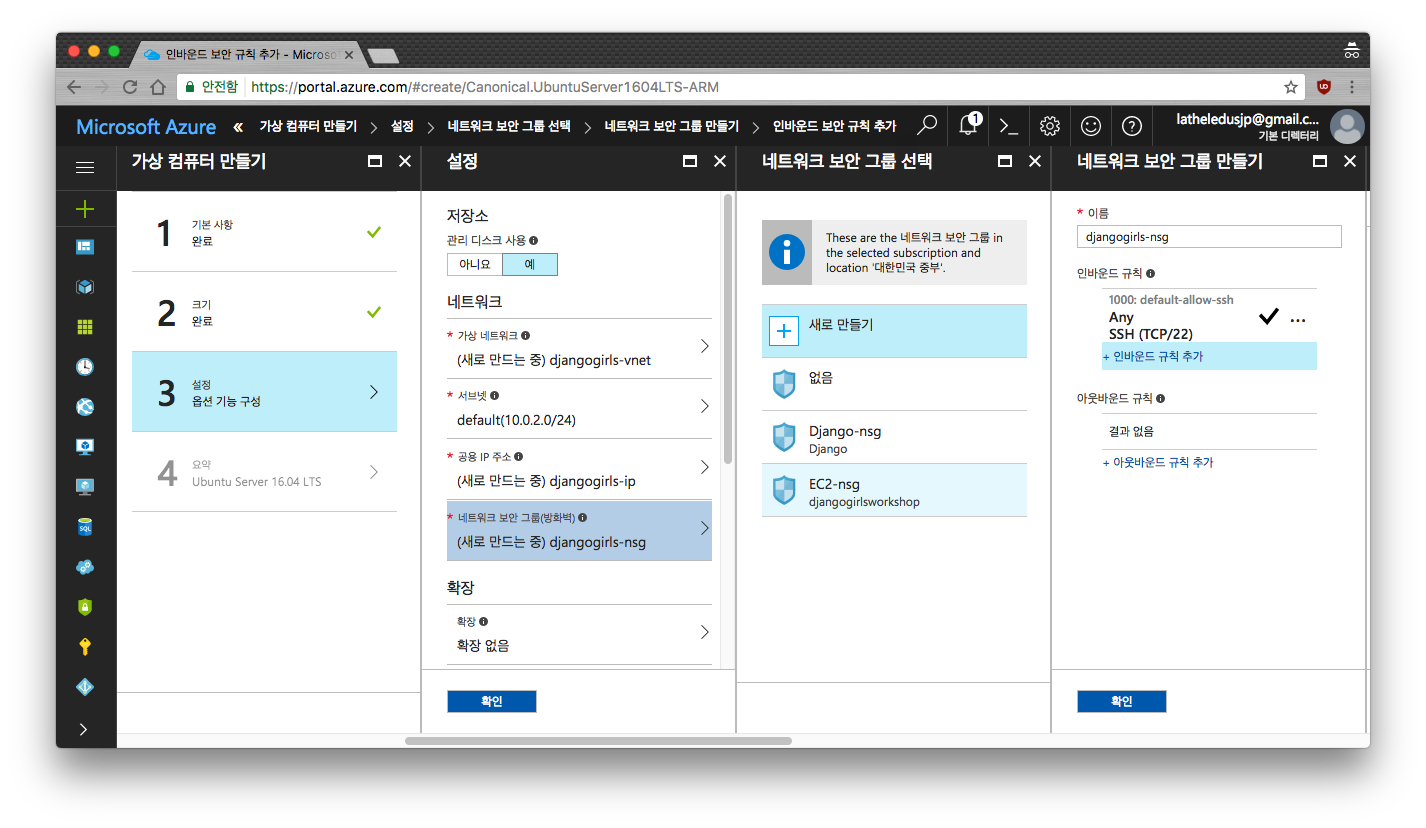 인바운드 보안 규칙 추가 - Microso
안전함
https://portal.azure.com/#create/Canonical.UbuntuServer1604LTS-ARM
Microsoft Azure
가상 컴퓨터 만들기
설정
네트워크 보안 그룹 선택
네트워크 보안 그룹 만들기
인바운드 보안 규칙 추가
1
latheledusjp@gmail.c...
기본 디렉터리
가상 컴퓨터 만들기
1
기본 사항
완료
2
크기
완료
3
설정
옵션 기능 구성
4
요약
Ubuntu Server 16.04 LTS
설정
저장소
관리 디스크 사용
아니요
예
네트워크
* 가상 네트워크
(새로 만드는 중) djangogirls-vnet
* 서브넷
default(10.0.2.0/24)
* 공용 IP 주소
(새로 만드는 중) djangogirls-ip
* 네트워크 보안 그룹(방화벽)
(새로 만드는 중) djangogirls-nsg
확장
확장
확장 없음
확인
네트워크 보안 그룹 선택
These are the 네트워크 보안 그룹 in
the selected subscription and
location '대한민국 중부'.
새로 만들기
없음
Django-nsg
Django
EC2-nsg
djangogirlsworkshop
네트워크 보안 그룹 만들기
* 이름
djangogirls-nsg
인바운드 규칙
1000: default-allow-ssh
Any
SSH (TCP/22)
+ 인바운드 규칙 추가
아웃바운드 규칙
결과 없음
+ 아웃바운드 규칙 추가
확인
SQL